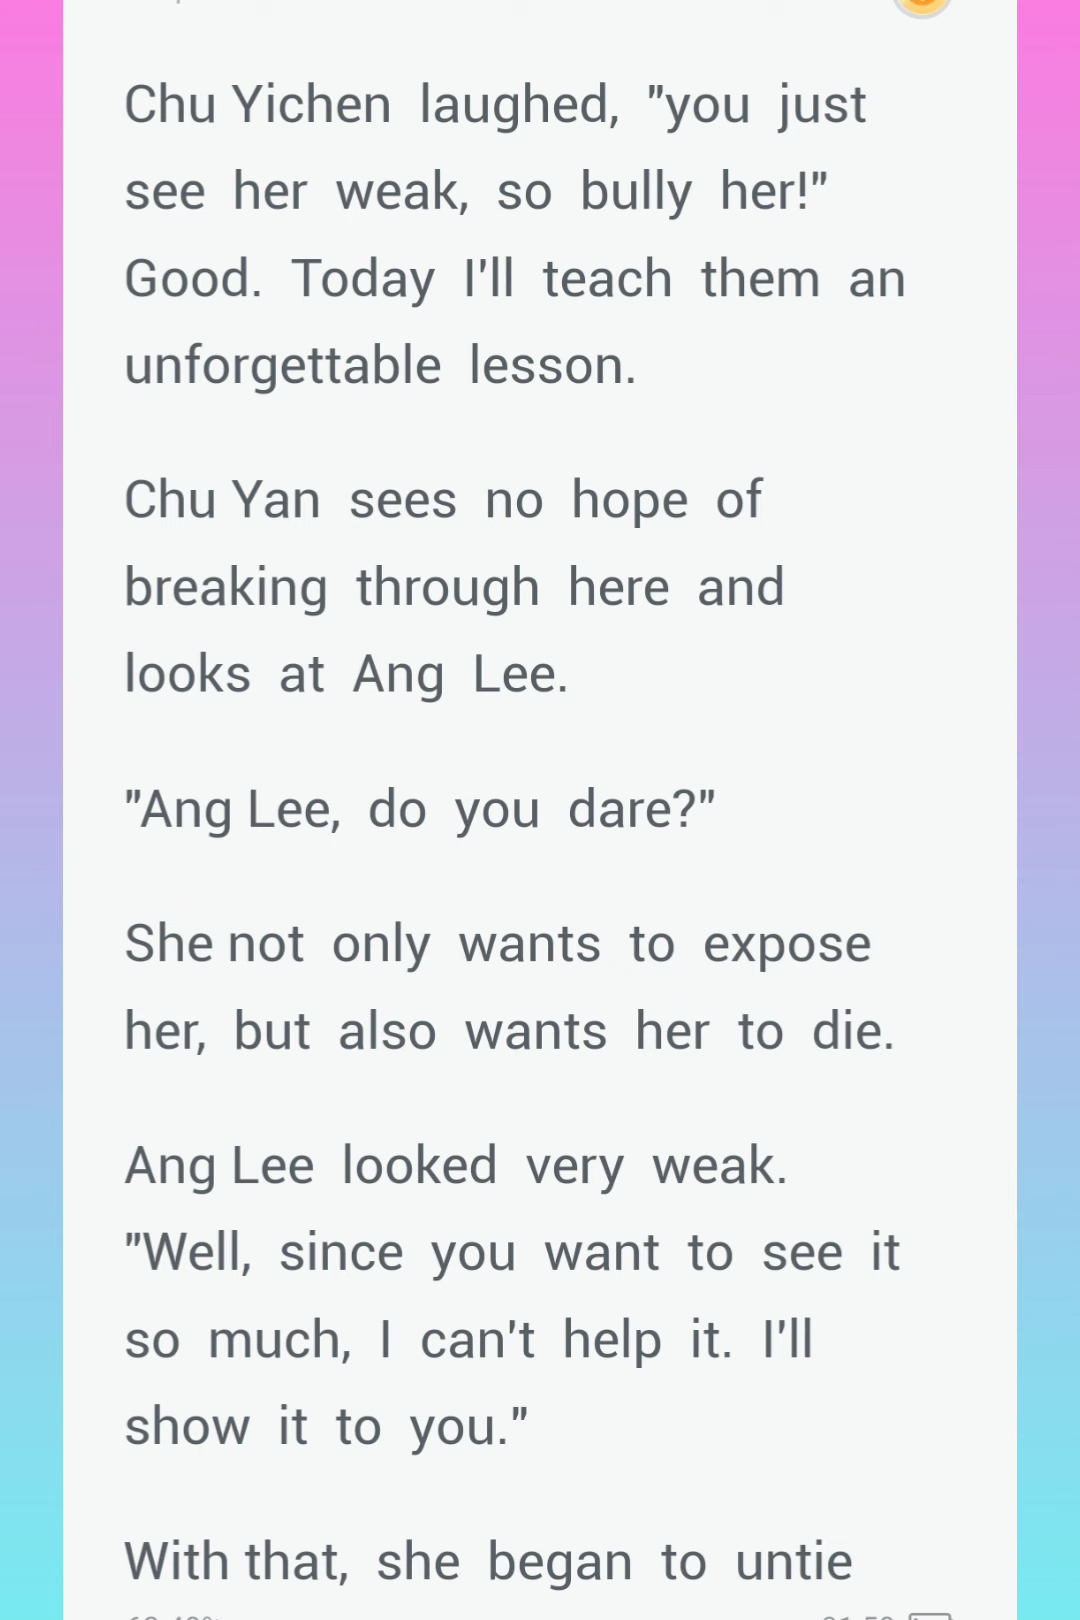 Chu Yichen laughed, "you just
see her weak, so bully her!"
Good. Today I'll teach them an
unforgettable lesson.
Chu Yan sees no hope of
breaking through here and
looks at Ang Lee.
"Ang Lee, do you dare?"
She not only wants to expose
her, but also wants her to die.
Ang Lee looked very weak.
"Well, since you want to see it
so much, I can't help it. I'll
show it to you."
With that, she began to untie